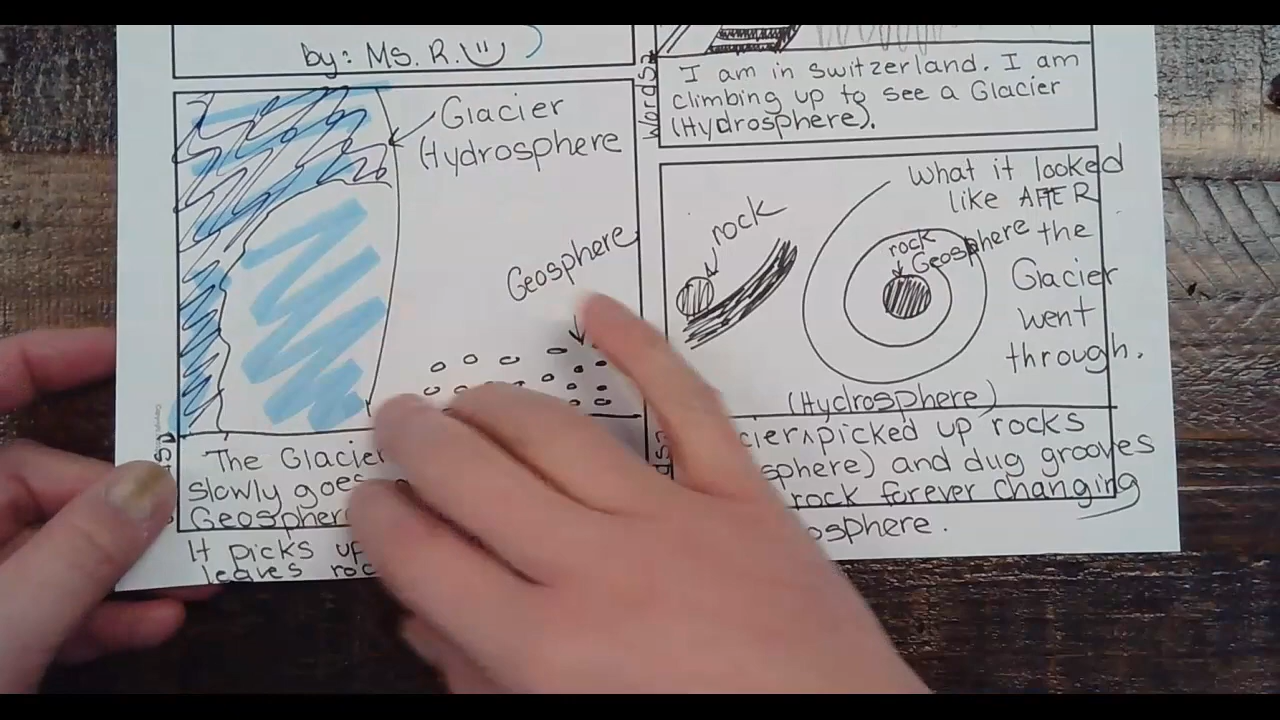 by: Ms. R.
Glacier
(Hydrosphere
Geosphere
The Glacier
slowly goes
Geosphere
It picks up
leaves
Words:
I am in Switzerland. I am
climbing up to see a Glacier
(Hydrosphere).
rock
What it looked
like AFTER
the
Glacier
went
through.
rock
Geosphere
(Hydrosphere)
picked up rocks
and dug grooves
rock forever changing